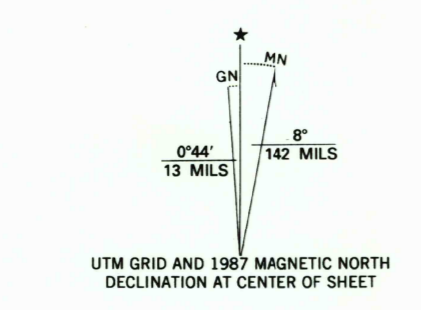 ★
MN
GN
8°
142 MILS
0°44'
13 MILS
UTM GRID AND 1987 MAGNETIC NORTH
DECLINATION AT CENTER OF SHEET